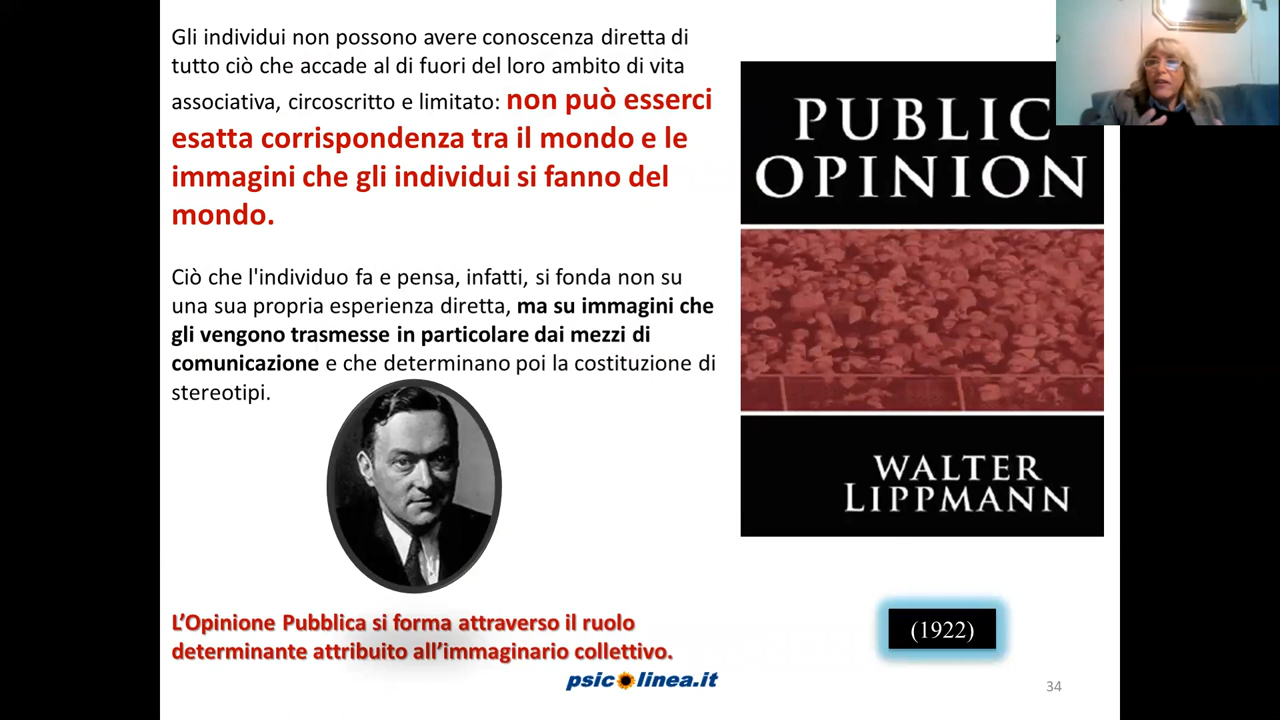 Gli individui non possono avere conoscenza diretta di
tutto ciò che accade al di fuori del loro ambito di vita
associativa, circoscritto e limitato: non può esserci
esatta corrispondenza tra il mondo e le
immagini che gli individui si fanno del
mondo.
Ciò che l'individuo fa e pensa, infatti, si fonda non su
una sua propria esperienza diretta, ma su immagini che
gli vengono trasmesse in particolare dai mezzi di
comunicazione e che determinano poi la costituzione di
stereotipi.
L'Opinione Pubblica si forma attraverso il ruolo
determinante attribuito all'immaginario collettivo.
PUBLIC
OPINION
WALTER
LIPPMANN
(1922)
psicolinea.it
34